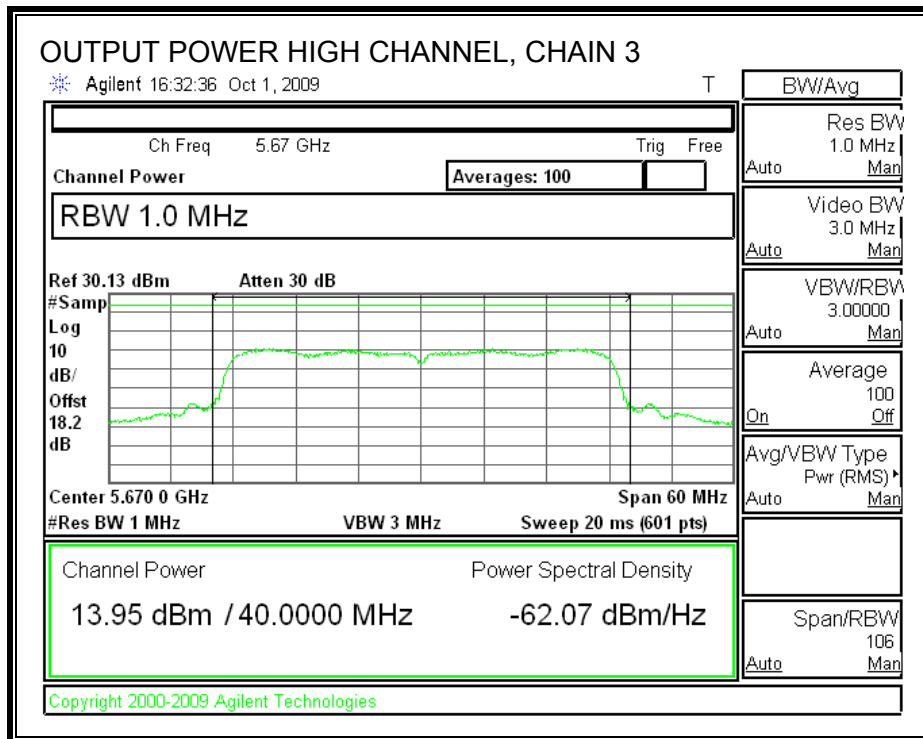 OUTPUT POWER HIGH CHANNEL, CHAIN 3
Agilent 16:32:36 Oct 1, 2009 T
Ch Freq 5.67 GHz Trig Free
Channel Power Averages: 100
RBW 1.0 MHz
Ref 30.13 dBm Atten 30 dB
#Samp
Log
10
dB/
Offst
18.2
dB
Center 5.670 0 GHz Span 60 MHz
#Res BW 1 MHz VBW 3 MHz Sweep 20 ms (601 pts)
Channel Power Power Spectral Density
13.95 dBm / 40.0000 MHz -62.07 dBm/Hz
Copyright 2000-2009 Agilent Technologies
BW/Avg
Res BW
1.0 MHz
Auto Man
Video BW
3.0 MHz
Auto Man
VBW/RBW
3.00000
Auto Man
Average
100
On Off
Avg/VBW Type
Pwr (RMS)
Auto Man
Span/RBW
106
Auto Man